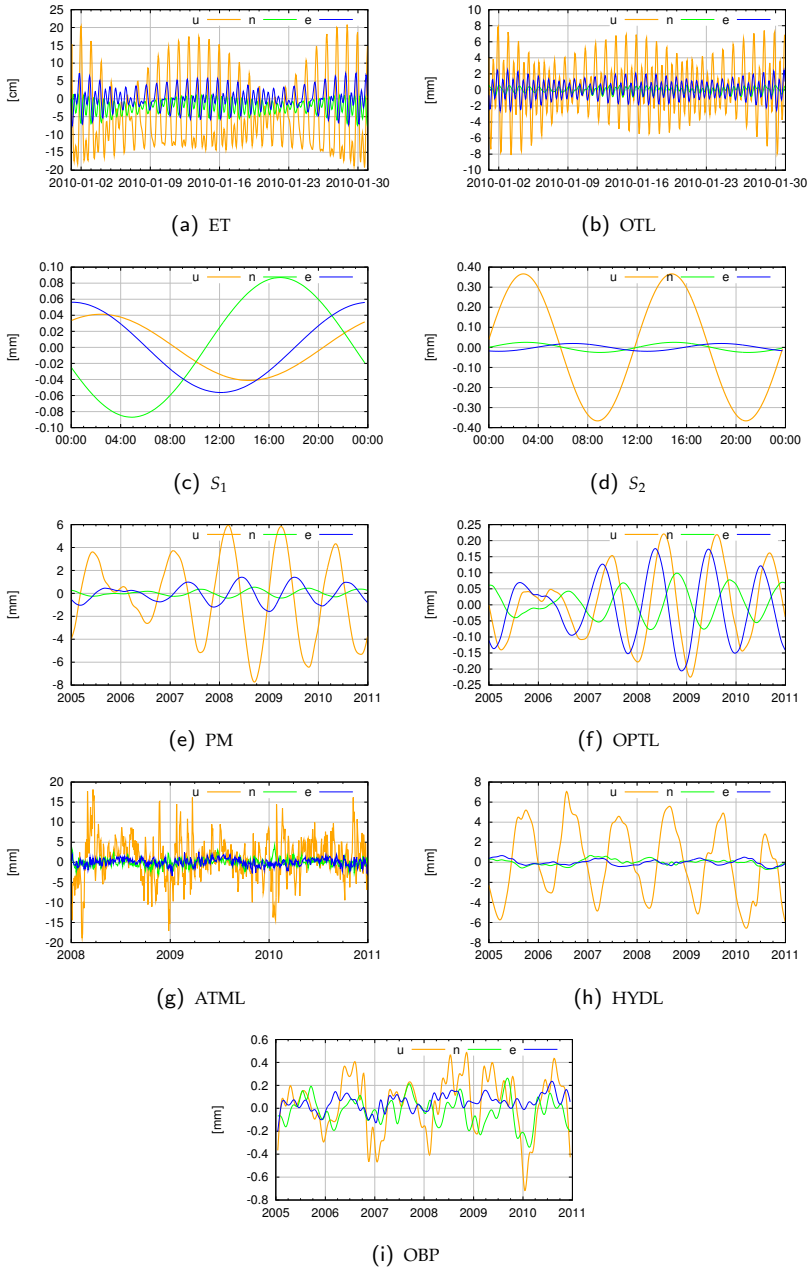 u n e
[cm]
25
20
15
10
5
0
-5
-10
-15
20
2010-01-02 2010-01-09 2010-01-16 2010-01-23 2010-01-30
(a) ET
u n e
[mm]
10
8
6
4
2
0
-2
-4
-6
-8
-10
2010-01-02 2010-01-09 2010-01-16 2010-01-23 2010-01-30
(b) OTL
u n e
[mm]
0.10
0.08
0.06
0.04
0.02
0.00
-0.02
-0.04
-0.06
-0.08
-0.10
00:00 04:00 08:00 12:00 16:00 20:00 00:00
(c) S1
u n e
[mm]
0.40
0.30
0.20
0.10
0.00
-0.10
-0.20
-0.30
-0.40
00:00 04:00 08:00 12:00 16:00 20:00 00:00
(d) S2
u n e
[mm]
6
4
2
0
-2
-4
-6
-8
2005 2006 2007 2008 2009 2010 2011
(e) PM
u n e
[mm]
0.25
0.20
0.15
0.10
0.05
0.00
-0.05
-0.10
-0.15
-0.20
-0.25
2005 2006 2007 2008 2009 2010 2011
(f) OPTL
u n e
[mm]
20
15
10
5
0
-5
-10
-15
-20
2008 2009 2010 2011
(g) ATML
u n e
[mm]
8
6
4
2
0
-2
-4
-6
-8
2005 2006 2007 2008 2009 2010 2011
(h) HYDL
u n e
[mm]
0.6
0.4
0.2
0.0
-0.2
-0.4
-0.6
-0.8
2005 2006 2007 2008 2009 2010 2011
(i) OBP